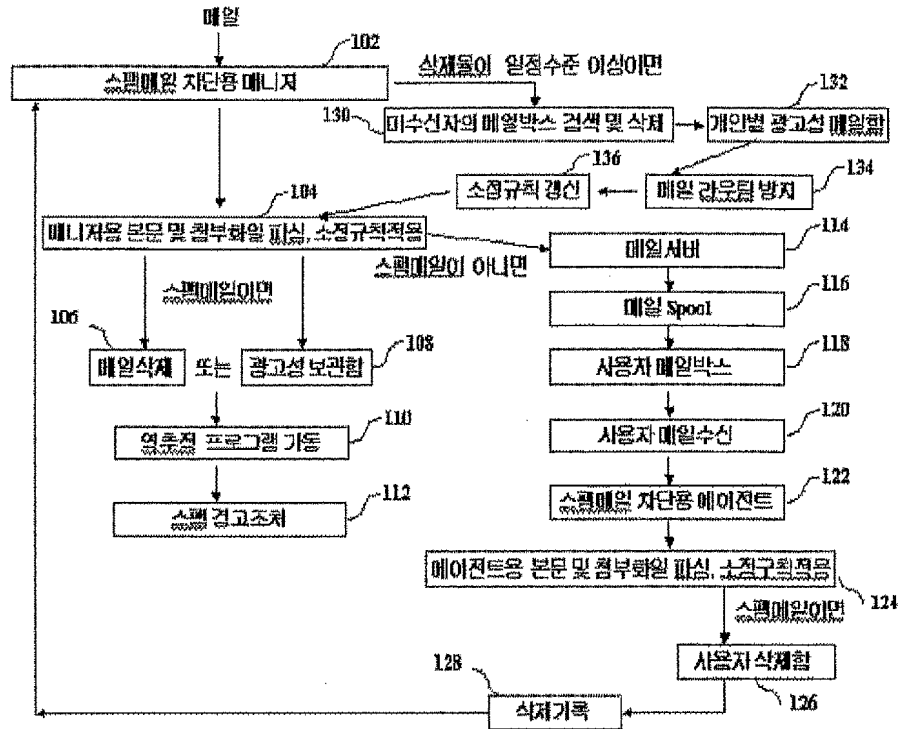 메일
102
스팸메일 차단용 매니저
삭제율이 일정수준 이상이면
130
미수신자의 메일박스 검색 및 삭제
132
개인별 광고성 메일함
136
소정규칙 갱신
메일 라우팅 방지
134
104
매니저용 본문 및 첨부화일 파싱, 소정규칙적용
스팸메일이 아니면
메일서버
114
스팸메일이면
메일 Spool
116
106
메일삭제
또는
광고성 보관함
108
사용자 메일박스
118
역추적 프로그램 가동
110
사용자 메일수신
120
스팸 경고조처
112
스팸메일 차단용 에이전트
122
에이전트용 본문 및 첨부화일 파싱, 소정규칙적용
124
스팸메일이면
사용자 삭제함
126
128
삭제기록